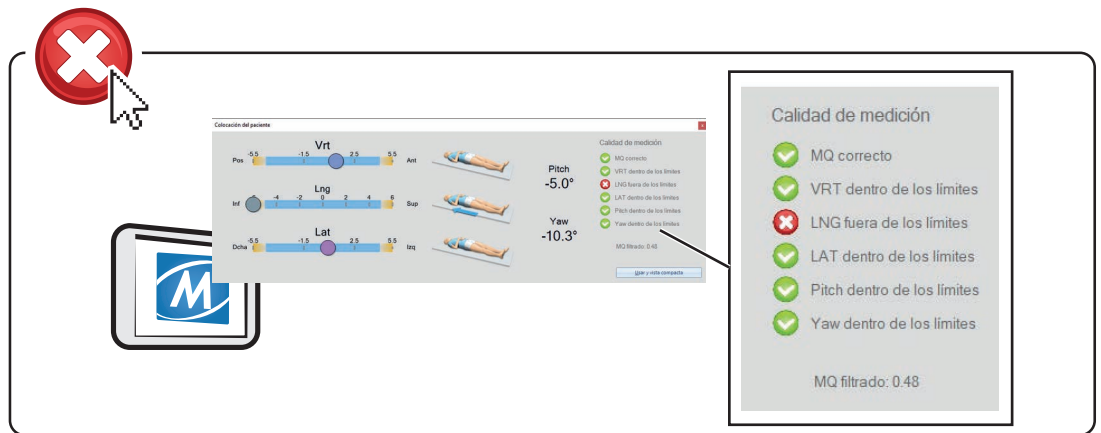 Colocación del paciente
x
Vrt
Pos -5.5 -1.5 2.5 5.5 Ant
Lng
Inf -6 -4 -2 0 2 4 6 Sup
Lat
Dcha -5.5 -1.5 2.5 5.5 Izq
Pitch
-5.0°
Yaw
-10.3°
Calidad de medición
MQ correcto
VRT dentro de los límites
LNG fuera de los límites
LAT dentro de los límites
Pitch dentro de los límites
Yaw dentro de los límites
MQ filtrado: 0.48
Usar y vista compacta
M
Calidad de medición
MQ correcto
VRT dentro de los límites
LNG fuera de los límites
LAT dentro de los límites
Pitch dentro de los límites
Yaw dentro de los límites
MQ filtrado: 0.48